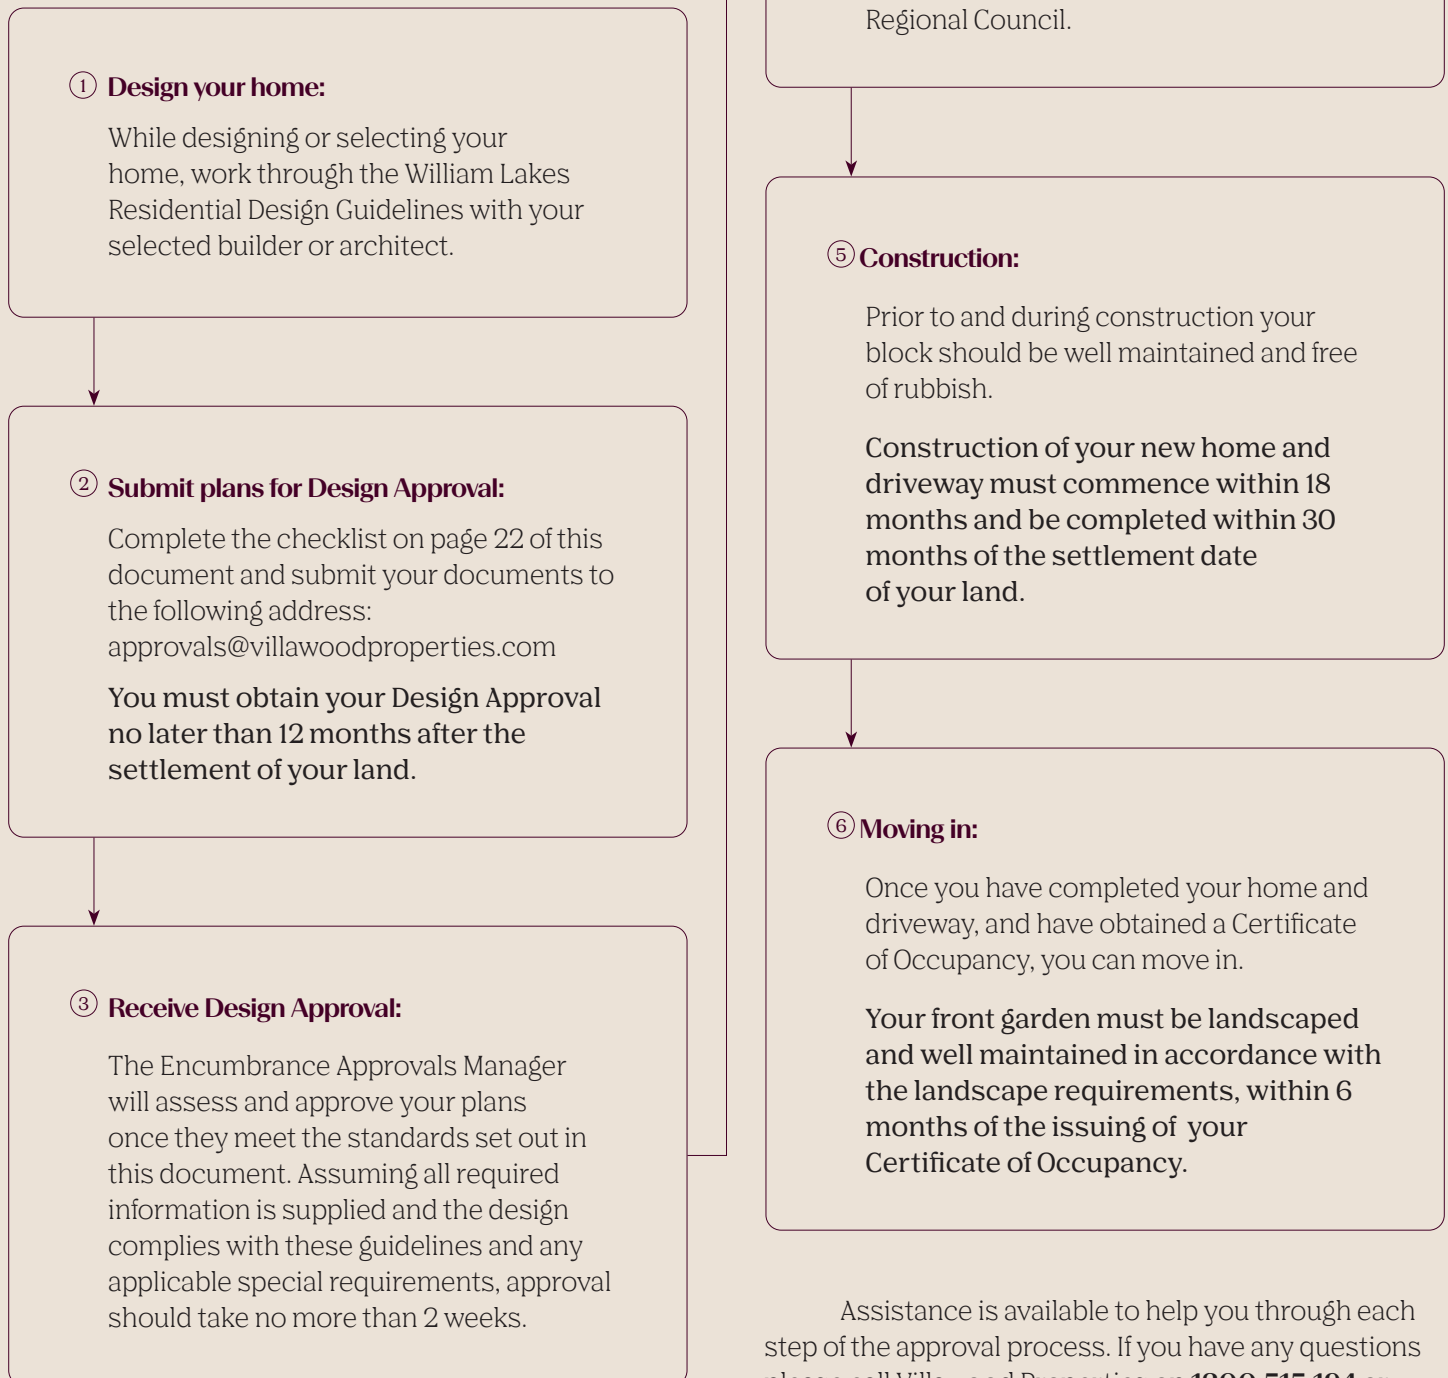 ① Design your home:
While designing or selecting your
home, work through the William Lakes
Residential Design Guidelines with your
selected builder or architect.
② Submit plans for Design Approval:
Complete the checklist on page 22 of this
document and submit your documents to
the following address:
approvals@villawoodproperties.com
You must obtain your Design Approval
no later than 12 months after the
settlement of your land.
③ Receive Design Approval:
The Encumbrance Approvals Manager
will assess and approve your plans
once they meet the standards set out in
this document. Assuming all required
information is supplied and the design
complies with these guidelines and any
applicable special requirements, approval
should take no more than 2 weeks.
Regional Council.
⑤ Construction:
Prior to and during construction your
block should be well maintained and free
of rubbish.
Construction of your new home and
driveway must commence within 18
months and be completed within 30
months of the settlement date
of your land.
⑥ Moving in:
Once you have completed your home and
driveway, and have obtained a Certificate
of Occupancy, you can move in.
Your front garden must be landscaped
and well maintained in accordance with
the landscape requirements, within 6
months of the issuing of your
Certificate of Occupancy.
Assistance is available to help you through each
step of the approval process. If you have any questions
please call Villawood Properties on 1800 515 194 or